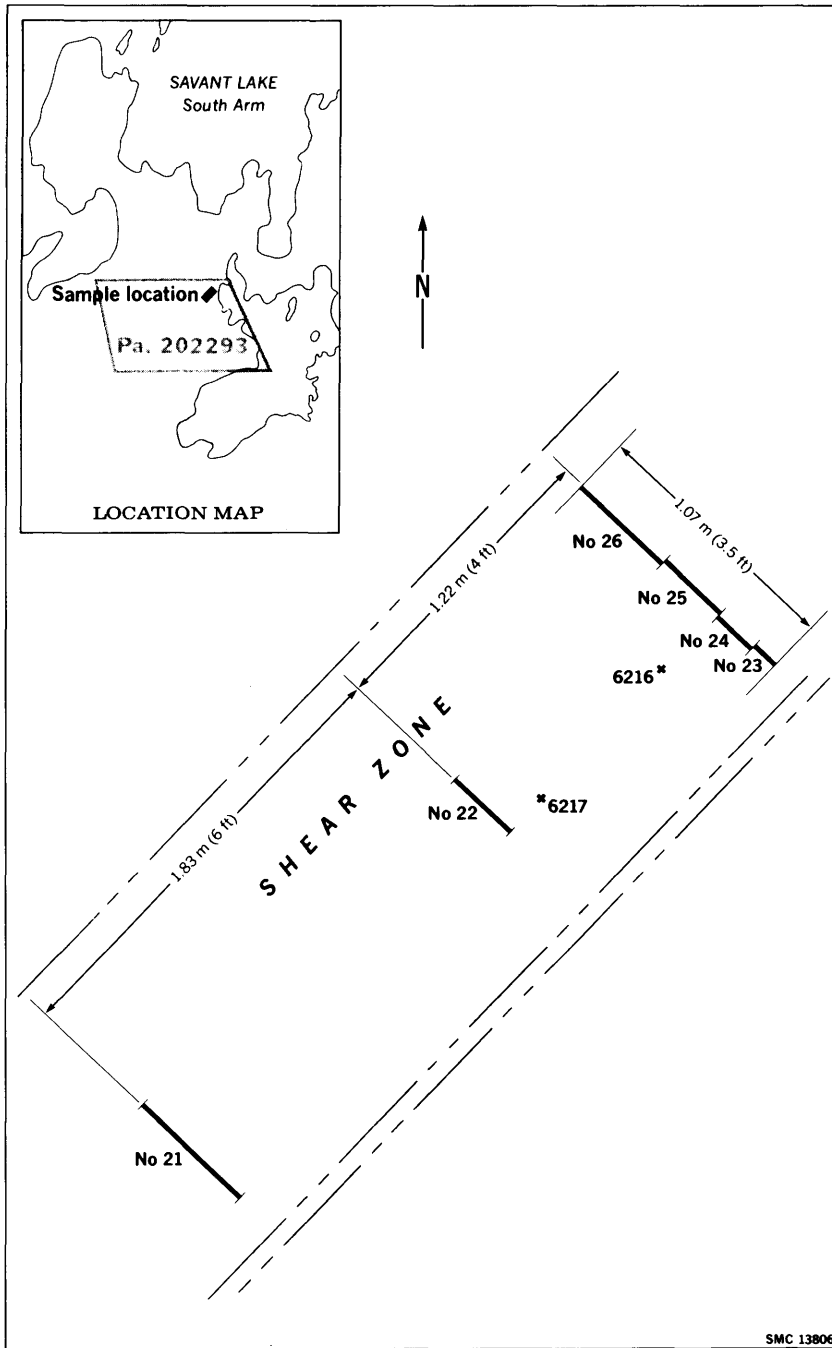 SAVANT LAKE
South Arm
Sample location
Pa. 202293
LOCATION MAP
N
1.07 m (3.5 ft)
No 26
1.22 m (4 ft)
No 25
No 24
No 23
6216
SHEAR ZONE
6217
No 22
1.83 m (6 ft)
No 21
SMC 13806